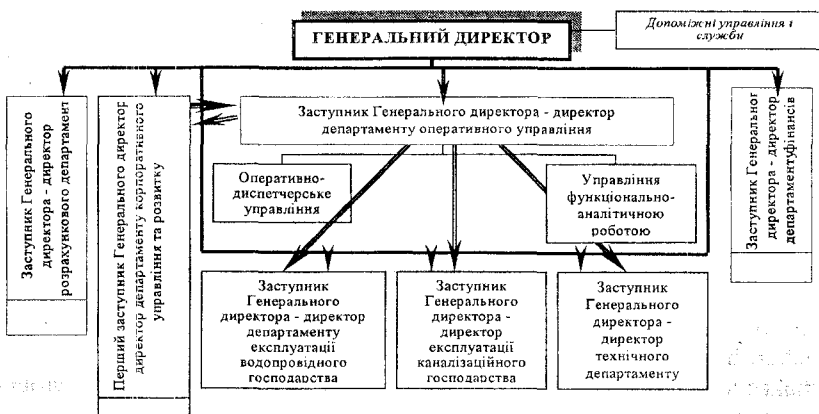 ГЕНЕРАЛЬНИЙ ДИРЕКТОР
Допоміжні управління і
служби
Заступник Генерального
директора - директор
розрахункового департамент
Перший заступник Генерального директор
директор департаменту корпоративного
управління та розвитку
Заступник Генерального директора - директор
департаменту оперативного управління
Оперативно-
диспетчерське
управління
Управління
функціонально-
аналітичною
роботою
Заступник Генеральног
директора - директор
департаментуфінансів
Заступник
Генерального
директора - директор
департаменту
експлуатації
водопровідного
господарства
Заступник
Генерального
директора -
директор
експлуатації
каналізаційного
господарства
Заступник
Генерального
директора -
директор
технічного
департаменту